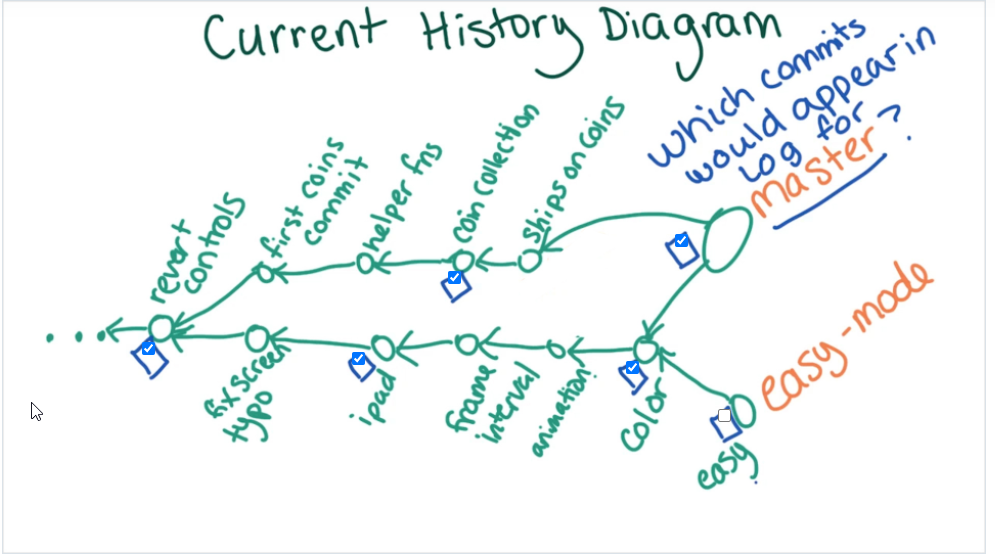 Current History Diagram
which commits
would appear in
log for
master?
revert
controls
first coins
commit
helper fns
coin collection
ships on coins
fix screen
typo
ipad
frame
interval
animation
color
easy
easy-mode